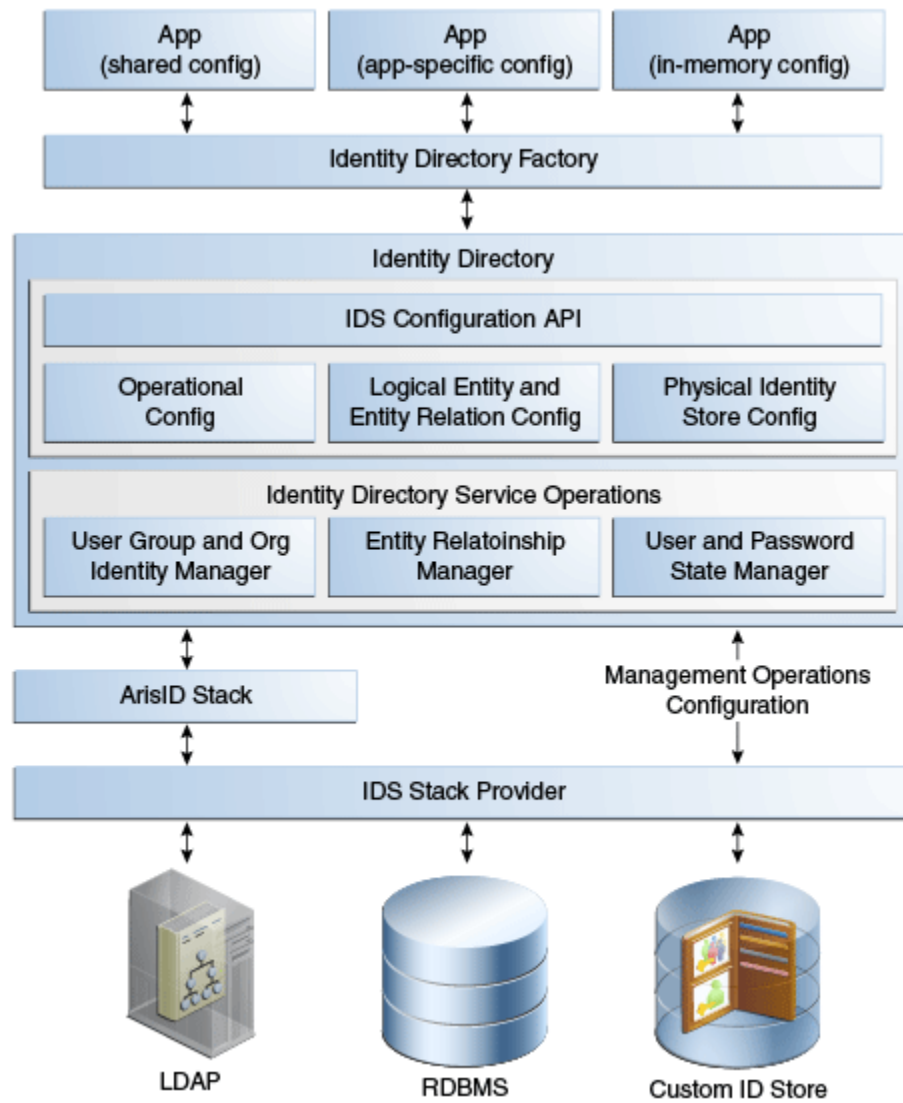 App
(shared config)
App
(app-specific config)
App
(in-memory config)
Identity Directory Factory
Identity Directory
IDS Configuration API
Operational
Config
Logical Entity and
Entity Relation Config
Physical Identity
Store Config
Identity Directory Service Operations
User Group and Org
Identity Manager
Entity Relatoinship
Manager
User and Password
State Manager
ArisID Stack
Management Operations
Configuration
IDS Stack Provider
LDAP
RDBMS
Custom ID Store